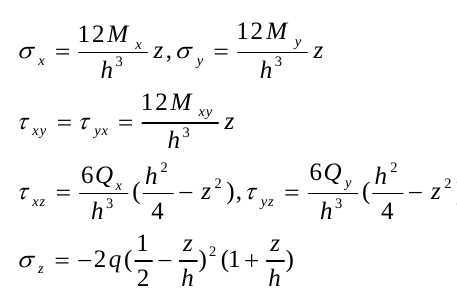 σ_x = 12M_x/h³ z, σ_y = 12M_y/h³ z
τ_xy = τ_yx = 12M_xy/h³ z
τ_xz = 6Q_x/h³ (h²/4 − z²), τ_yz = 6Q_y/h³ (h²/4 − z²
σ_z = −2q(1/2 − z/h)²(1 + z/h)